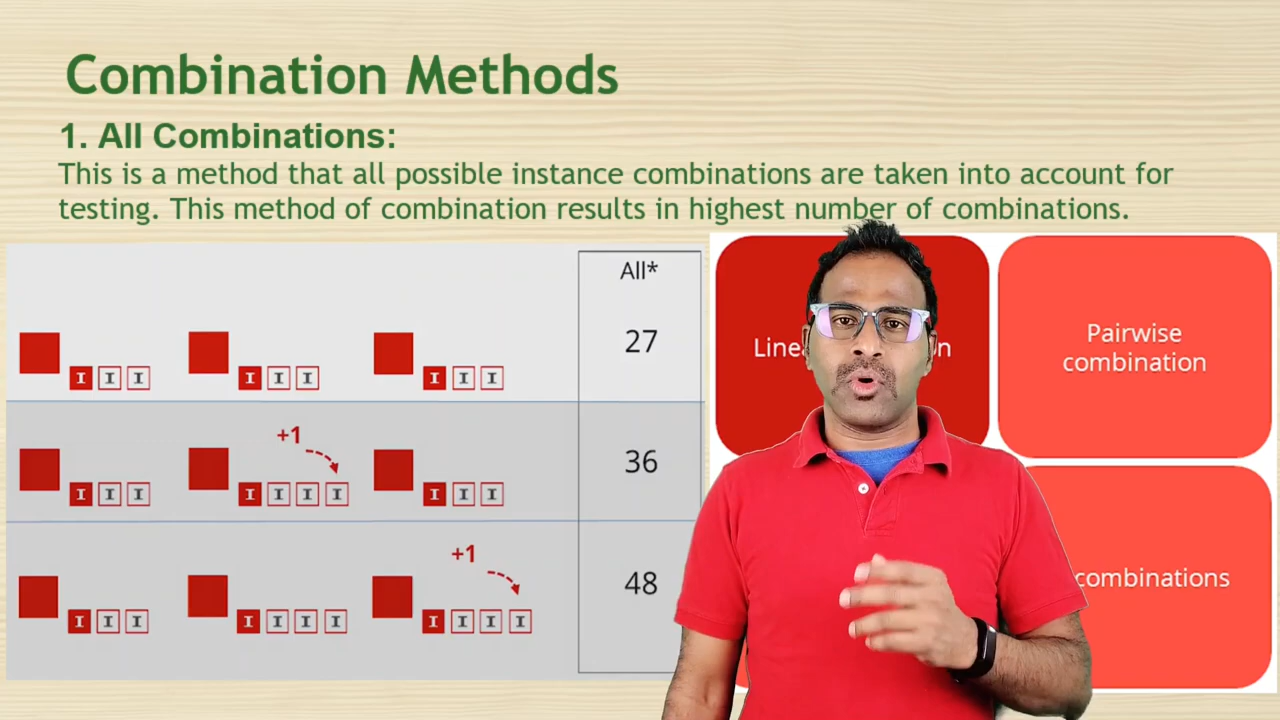 Combination Methods
1. All Combinations:
This is a method that all possible instance combinations are taken into account for
testing. This method of combination results in highest number of combinations.
All*
27
I I I I I I I I I
+1
36
I I I I I I I I I I
+1
48
I I I I I I I I I I I
Pairwise
combination
combinations